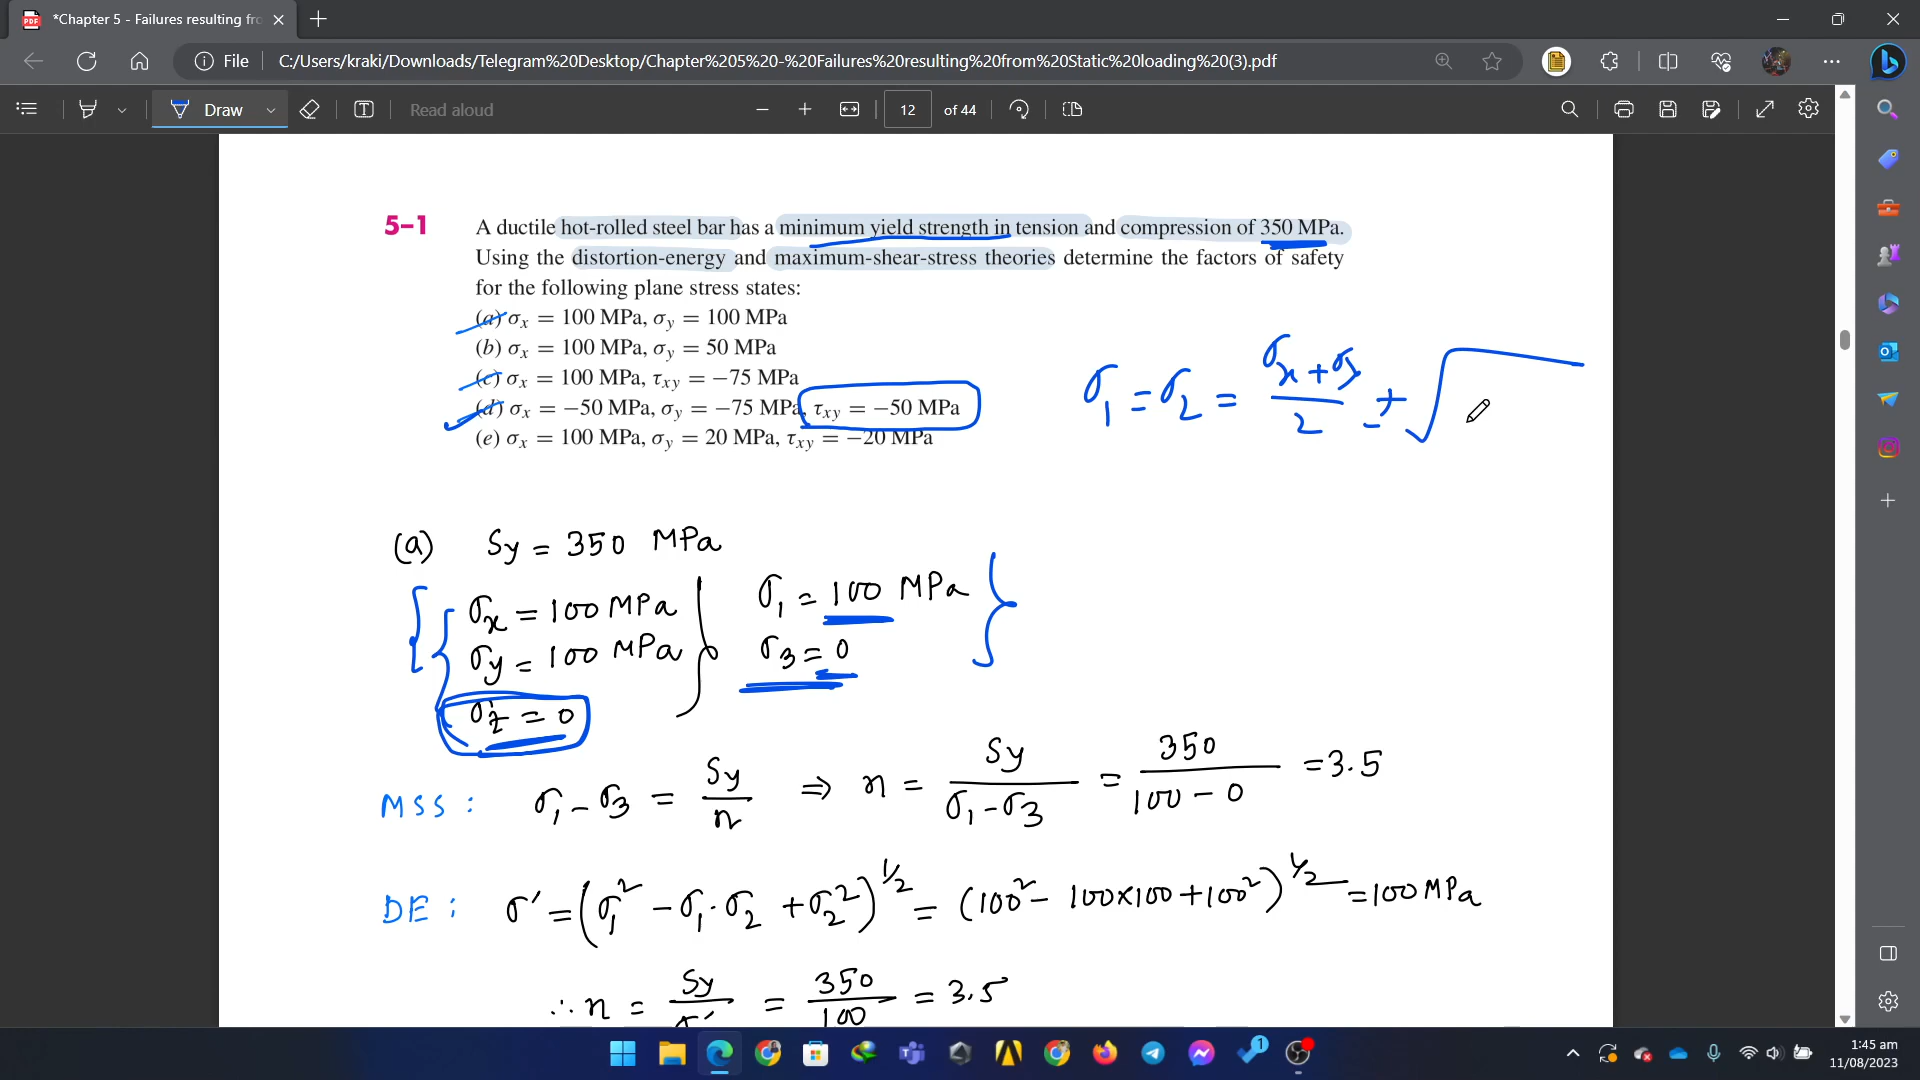 *Chapter 5 - Failures resulting fro
File
C:/Users/kraki/Downloads/Telegram%20Desktop/Chapter%205%20-%20Failures%20resulting%20from%20Static%20loading%20(3).pdf
Draw
Read aloud
12 of 44
5–1 A ductile hot-rolled steel bar has a minimum yield strength in tension and compression of 350 MPa.
Using the distortion-energy and maximum-shear-stress theories determine the factors of safety
for the following plane stress states:
(a) σx = 100 MPa, σy = 100 MPa
(b) σx = 100 MPa, σy = 50 MPa
(c) σx = 100 MPa, τxy = −75 MPa
(d) σx = −50 MPa, σy = −75 MPa, τxy = −50 MPa
(e) σx = 100 MPa, σy = 20 MPa, τxy = −20 MPa
σ1 = σ2 = (σx + σy)/2 ± √
(a) Sy = 350 MPa
σx = 100 MPa
σy = 100 MPa
σz = 0
σ1 = 100 MPa
σ3 = 0
MSS : σ1 - σ3 = Sy/n ⇒ n = Sy/(σ1 - σ3) = 350/(100 - 0) = 3.5
DE : σ' = (σ1² - σ1·σ2 + σ2²)^1/2 = (100² - 100x100 + 100²)^1/2 = 100 MPa
∴ n = Sy/σ' = 350/100 = 3.5
1
1:45 am
11/08/2023